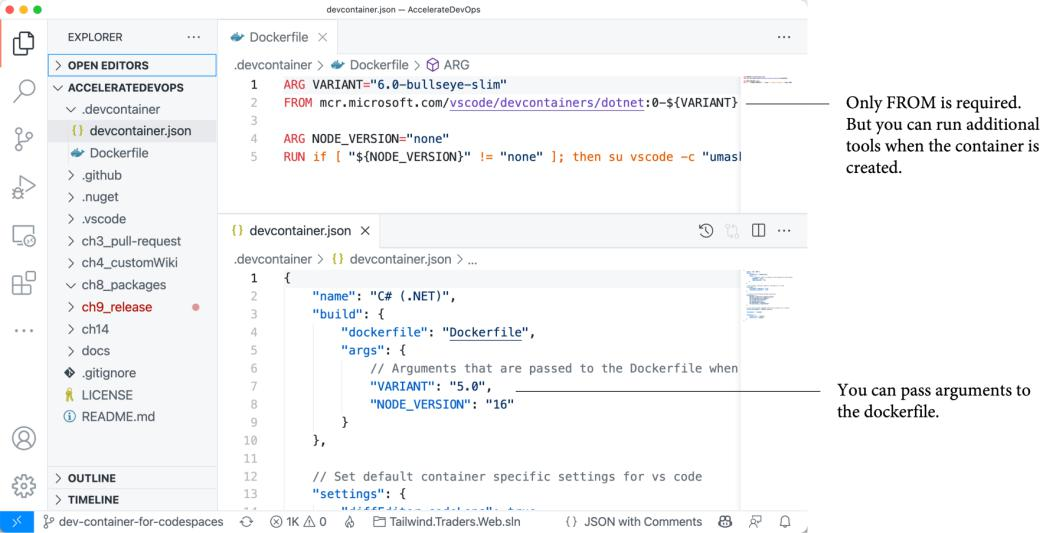 devcontainer.json — AccelerateDevOps
EXPLORER
OPEN EDITORS
ACCELERATEDEVOPS
.devcontainer
{} devcontainer.json
Dockerfile
.github
.nuget
.vscode
ch3_pull-request
ch4_customWiki
ch8_packages
ch9_release
ch14
docs
.gitignore
LICENSE
README.md
OUTLINE
TIMELINE
Dockerfile
.devcontainer > Dockerfile > ARG
1 ARG VARIANT="6.0-bullseye-slim"
2 FROM mcr.microsoft.com/vscode/devcontainers/dotnet:0-${VARIANT}
3
4 ARG NODE_VERSION="none"
5 RUN if [ "${NODE_VERSION}" != "none" ]; then su vscode -c "umas
{} devcontainer.json
.devcontainer > {} devcontainer.json > ...
1 {
2 "name": "C# (.NET)",
3 "build": {
4 "dockerfile": "Dockerfile",
5 "args": {
6 // Arguments that are passed to the Dockerfile when
7 "VARIANT": "5.0",
8 "NODE_VERSION": "16"
9 }
10 },
11
12 // Set default container specific settings for vs code
13 "settings": {
Only FROM is required.
But you can run additional
tools when the container is
created.
You can pass arguments to
the dockerfile.
dev-container-for-codespaces 1K 0 Tailwind.Traders.Web.sln {} JSON with Comments